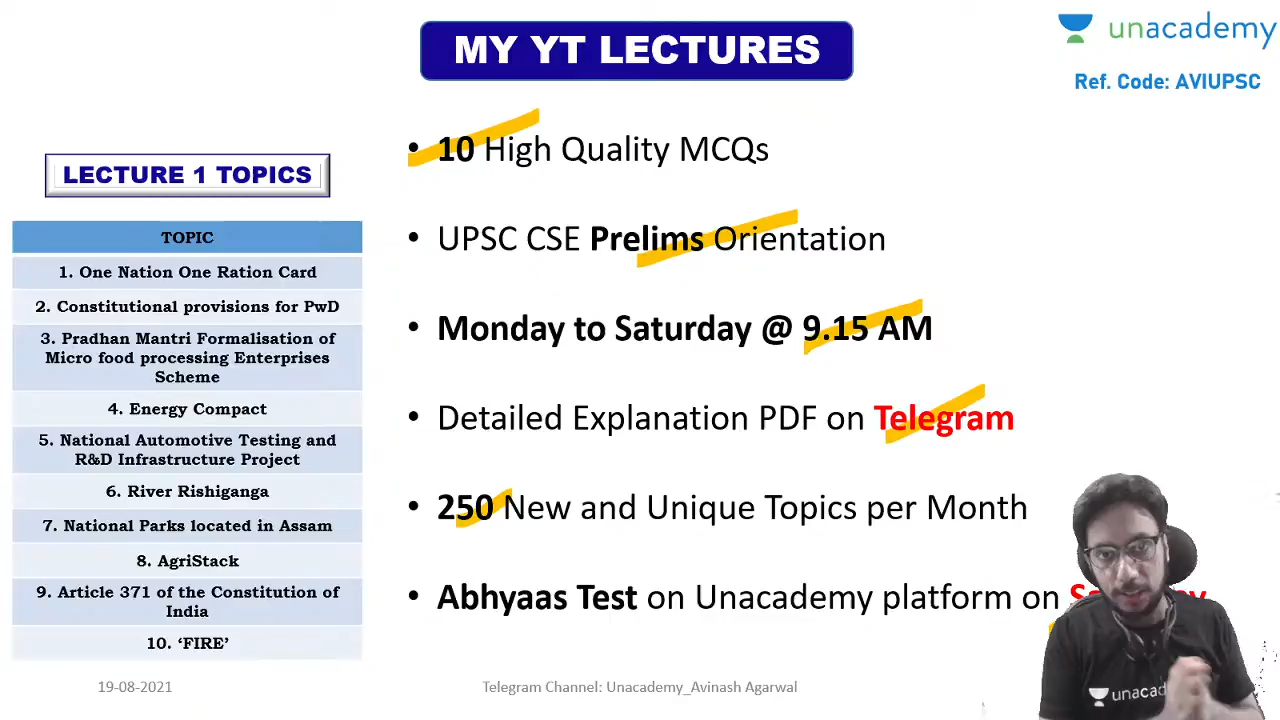 MY YT LECTURES
unacademy
Ref. Code: AVIUPSC
LECTURE 1 TOPICS
TOPIC
1. One Nation One Ration Card
2. Constitutional provisions for PwD
3. Pradhan Mantri Formalisation of
Micro food processing Enterprises
Scheme
4. Energy Compact
5. National Automotive Testing and
R&D Infrastructure Project
6. River Rishiganga
7. National Parks located in Assam
8. AgriStack
9. Article 371 of the Constitution of
India
10. ‘FIRE’
• 10 High Quality MCQs
• UPSC CSE Prelims Orientation
• Monday to Saturday @ 9.15 AM
• Detailed Explanation PDF on Telegram
• 250 New and Unique Topics per Month
• Abhyaas Test on Unacademy platform on
19-08-2021
Telegram Channel: Unacademy_Avinash Agarwal